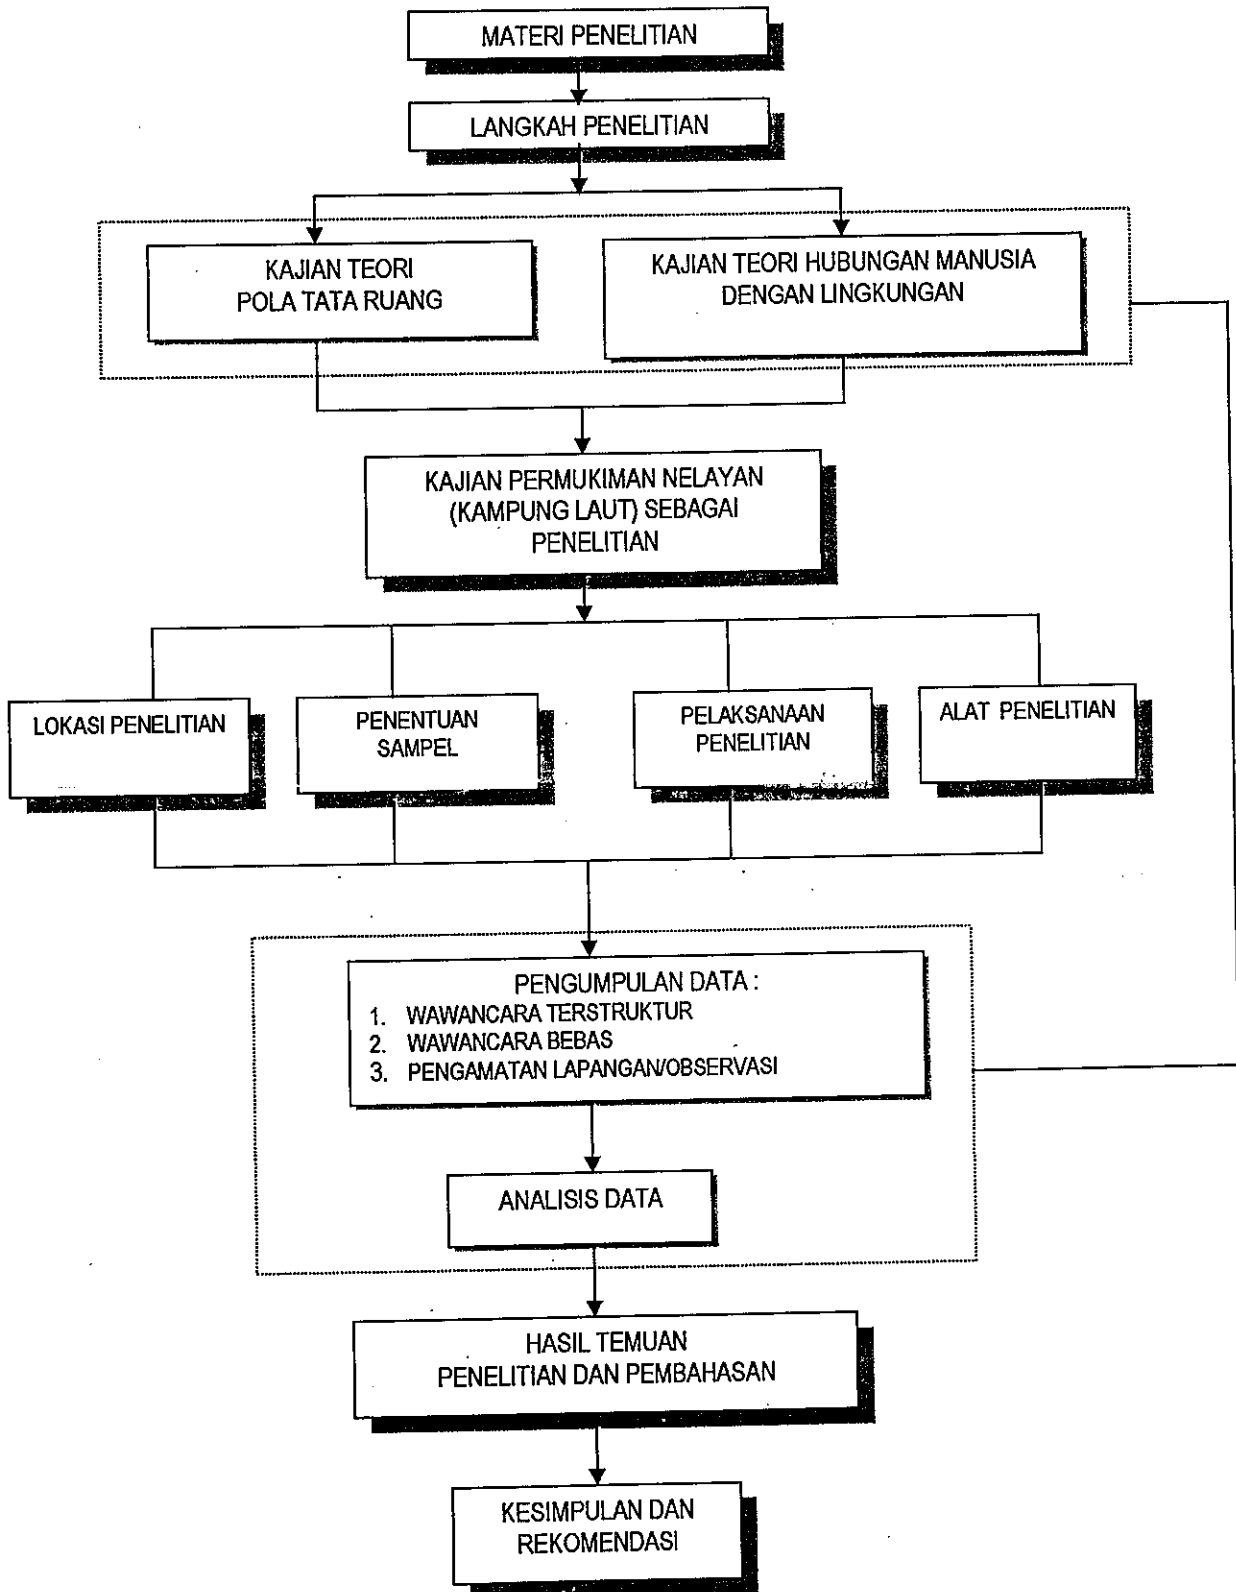 MATERI PENELITIAN
LANGKAH PENELITIAN
KAJIAN TEORI
POLA TATA RUANG
KAJIAN TEORI HUBUNGAN MANUSIA
DENGAN LINGKUNGAN
KAJIAN PERMUKIMAN NELAYAN
(KAMPUNG LAUT) SEBAGAI
PENELITIAN
LOKASI PENELITIAN
PENENTUAN
SAMPEL
PELAKSANAAN
PENELITIAN
ALAT PENELITIAN
PENGUMPULAN DATA :
1. WAWANCARA TERSTRUKTUR
2. WAWANCARA BEBAS
3. PENGAMATAN LAPANGAN/OBSERVASI
ANALISIS DATA
HASIL TEMUAN
PENELITIAN DAN PEMBAHASAN
KESIMPULAN DAN
REKOMENDASI